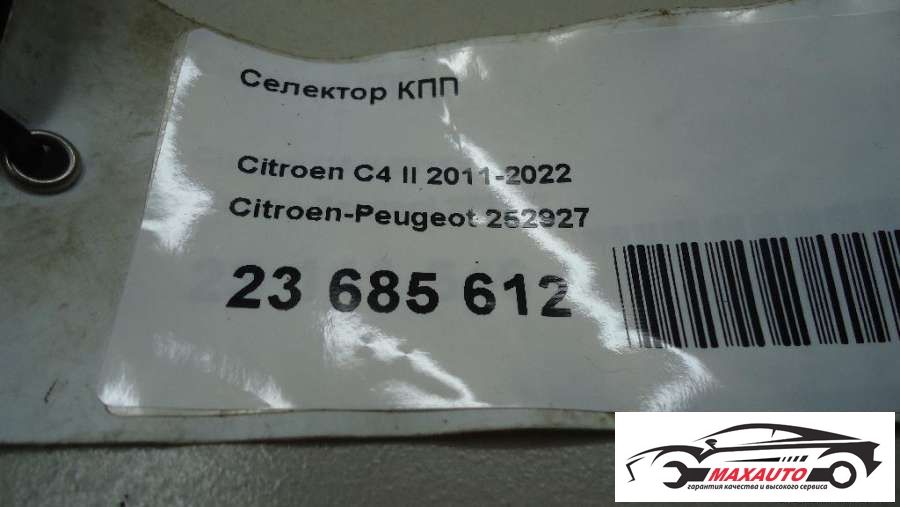 Селектор КПП
Citroen C4 II 2011-2022
Citroen-Peugeot 252927
23 685 612
MAXAUTO
гарантия качества и высокого сервиса